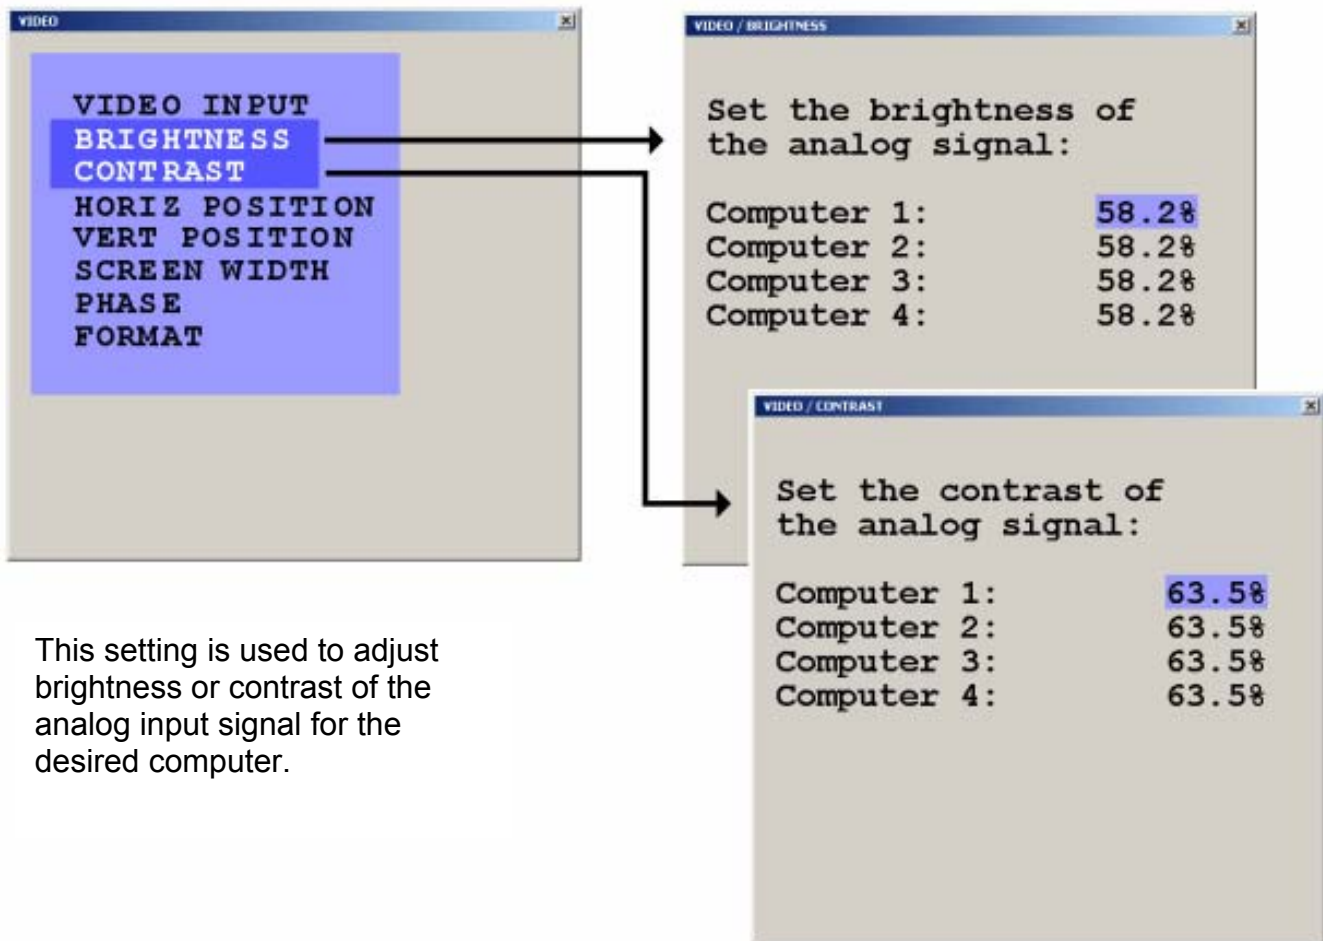 VIDEO
VIDEO INPUT
BRIGHTNESS
CONTRAST
HORIZ POSITION
VERT POSITION
SCREEN WIDTH
PHASE
FORMAT
VIDEO / BRIGHTNESS
Set the brightness of
the analog signal:
Computer 1: 58.2%
Computer 2: 58.2%
Computer 3: 58.2%
Computer 4: 58.2%
VIDEO / CONTRAST
Set the contrast of
the analog signal:
Computer 1: 63.5%
Computer 2: 63.5%
Computer 3: 63.5%
Computer 4: 63.5%
This setting is used to adjust
brightness or contrast of the
analog input signal for the
desired computer.